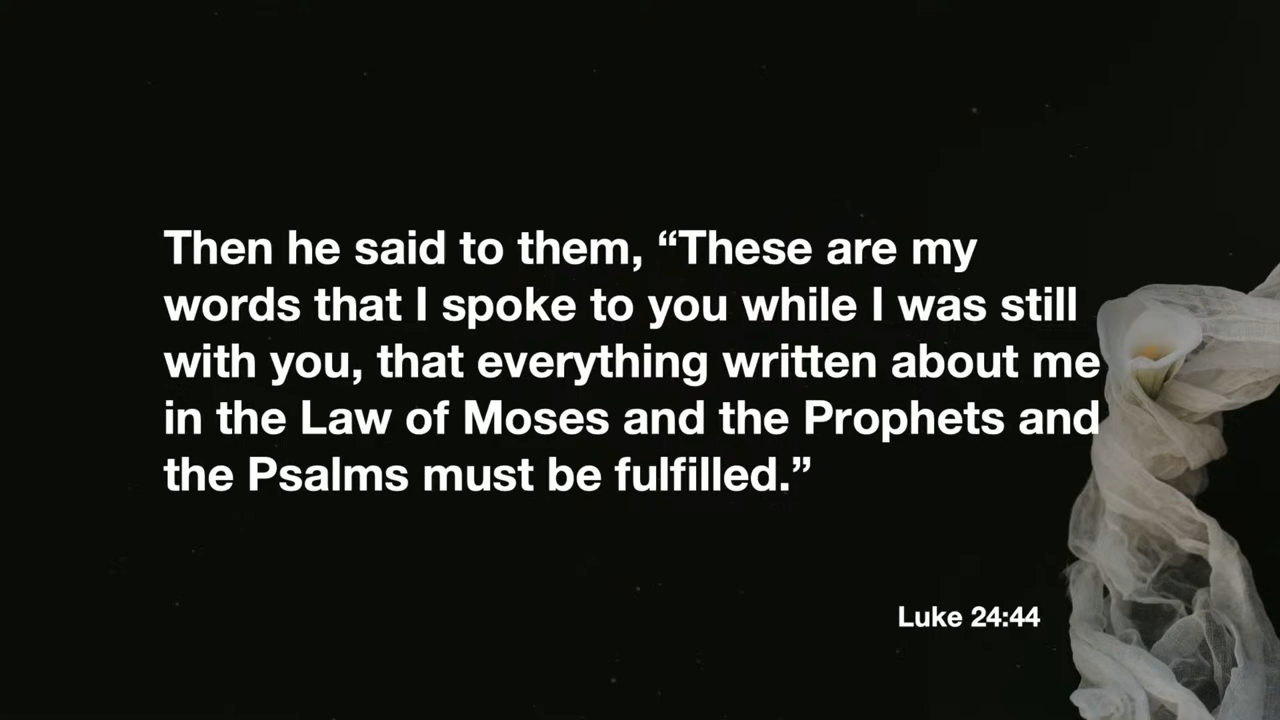 Then he said to them, “These are my
words that I spoke to you while I was still
with you, that everything written about me
in the Law of Moses and the Prophets and
the Psalms must be fulfilled.”
Luke 24:44